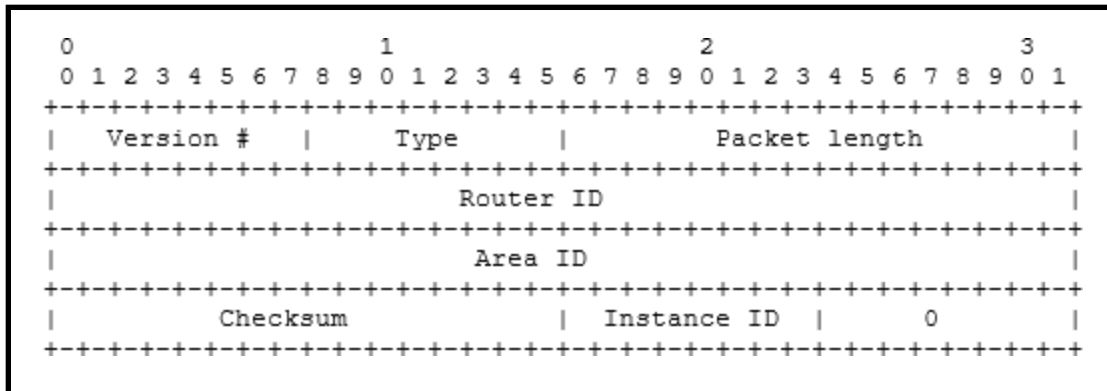 0                   1                   2                   3
0 1 2 3 4 5 6 7 8 9 0 1 2 3 4 5 6 7 8 9 0 1 2 3 4 5 6 7 8 9 0 1
+-+-+-+-+-+-+-+-+-+-+-+-+-+-+-+-+-+-+-+-+-+-+-+-+-+-+-+-+-+-+-+-+
|   Version #   |     Type      |         Packet length         |
+-+-+-+-+-+-+-+-+-+-+-+-+-+-+-+-+-+-+-+-+-+-+-+-+-+-+-+-+-+-+-+-+
|                         Router ID                             |
+-+-+-+-+-+-+-+-+-+-+-+-+-+-+-+-+-+-+-+-+-+-+-+-+-+-+-+-+-+-+-+-+
|                          Area ID                              |
+-+-+-+-+-+-+-+-+-+-+-+-+-+-+-+-+-+-+-+-+-+-+-+-+-+-+-+-+-+-+-+-+
|          Checksum             |  Instance ID  |      0        |
+-+-+-+-+-+-+-+-+-+-+-+-+-+-+-+-+-+-+-+-+-+-+-+-+-+-+-+-+-+-+-+-+